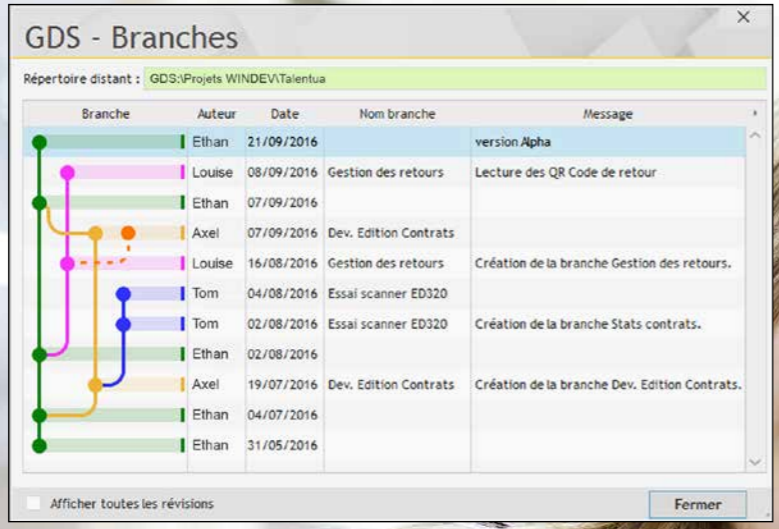 GDS - Branches
Répertoire distant : GDS:\Projets WINDEV\Talentua
Branche Auteur Date Nom branche Message
Ethan 21/09/2016 version Alpha
Louise 08/09/2016 Gestion des retours Lecture des QR Code de retour
Ethan 07/09/2016
Axel 07/09/2016 Dev. Edition Contrats
Louise 16/08/2016 Gestion des retours Création de la branche Gestion des retours.
Tom 04/08/2016 Essai scanner ED320
Tom 02/08/2016 Essai scanner ED320 Création de la branche Stats contrats.
Ethan 02/08/2016
Axel 19/07/2016 Dev. Edition Contrats Création de la branche Dev. Edition Contrats.
Ethan 04/07/2016
Ethan 31/05/2016
Afficher toutes les révisions Fermer